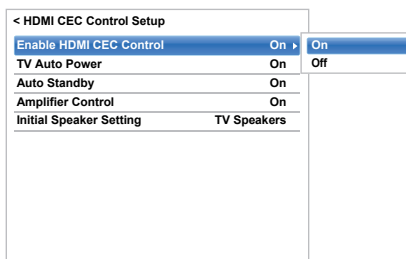 < HDMI CEC Control Setup
Enable HDMI CEC Control On On
TV Auto Power On Off
Auto Standby On
Amplifier Control On
Initial Speaker Setting TV Speakers